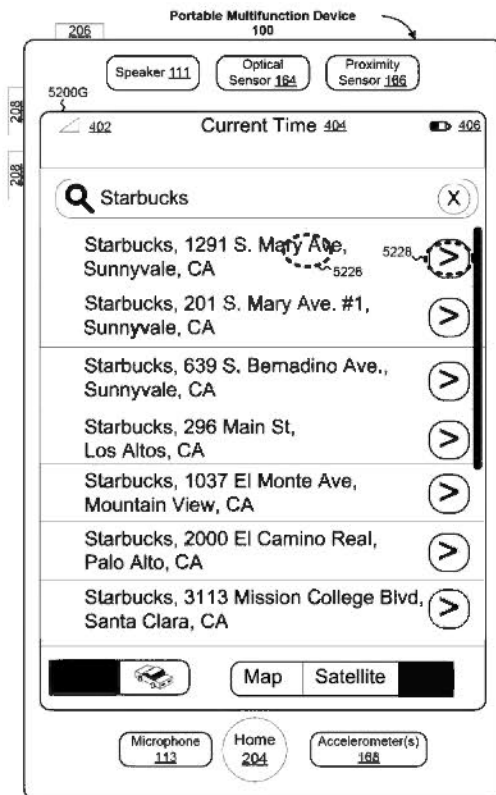 Portable Multifunction Device
100
206
Speaker 111
Optical
Sensor 164
Proximity
Sensor 166
5200G
208
402
Current Time 404
406
208
Starbucks
X
Starbucks, 1291 S. Mary Ave,
Sunnyvale, CA
5226
5228
>
Starbucks, 201 S. Mary Ave. #1,
Sunnyvale, CA
>
Starbucks, 639 S. Bernadino Ave.,
Sunnyvale, CA
>
Starbucks, 296 Main St,
Los Altos, CA
>
Starbucks, 1037 El Monte Ave,
Mountain View, CA
>
Starbucks, 2000 El Camino Real,
Palo Alto, CA
>
Starbucks, 3113 Mission College Blvd,
Santa Clara, CA
>
Map
Satellite
Microphone
113
Home
204
Accelerometer(s)
168